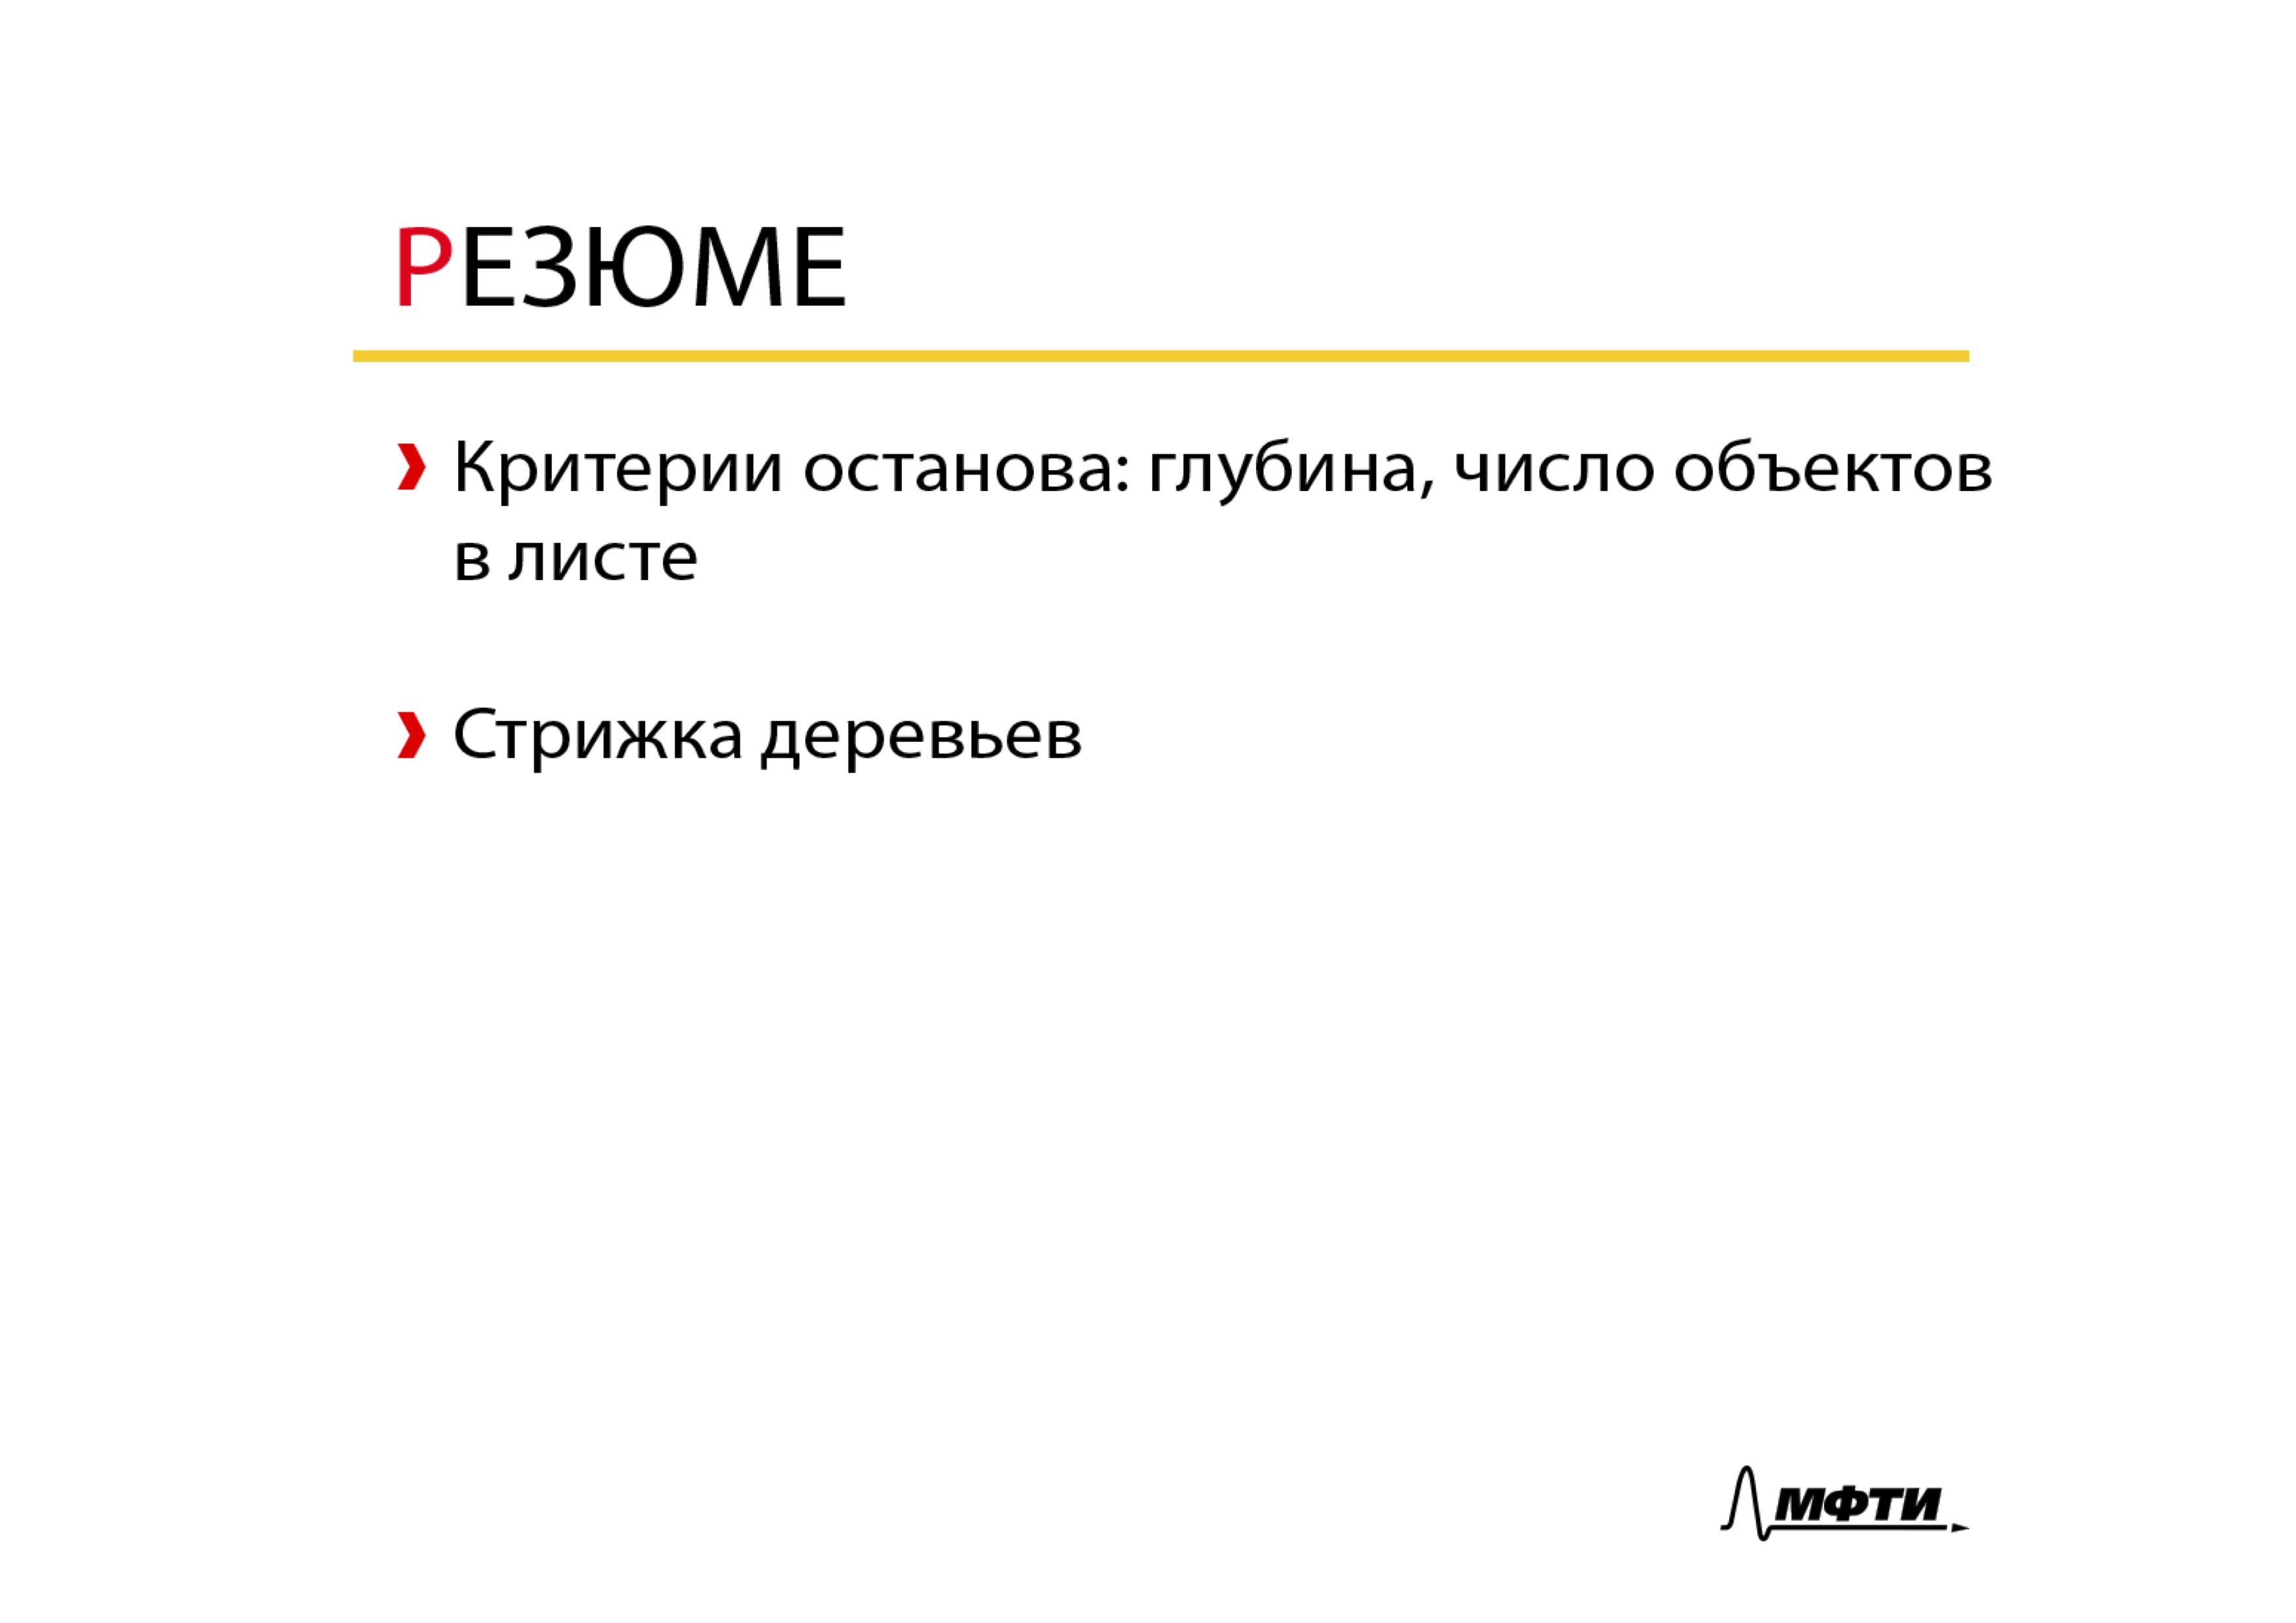 РЕЗЮМЕ
Критерии останова: глубина, число объектов
в листе
Стрижка деревьев
МФТИ